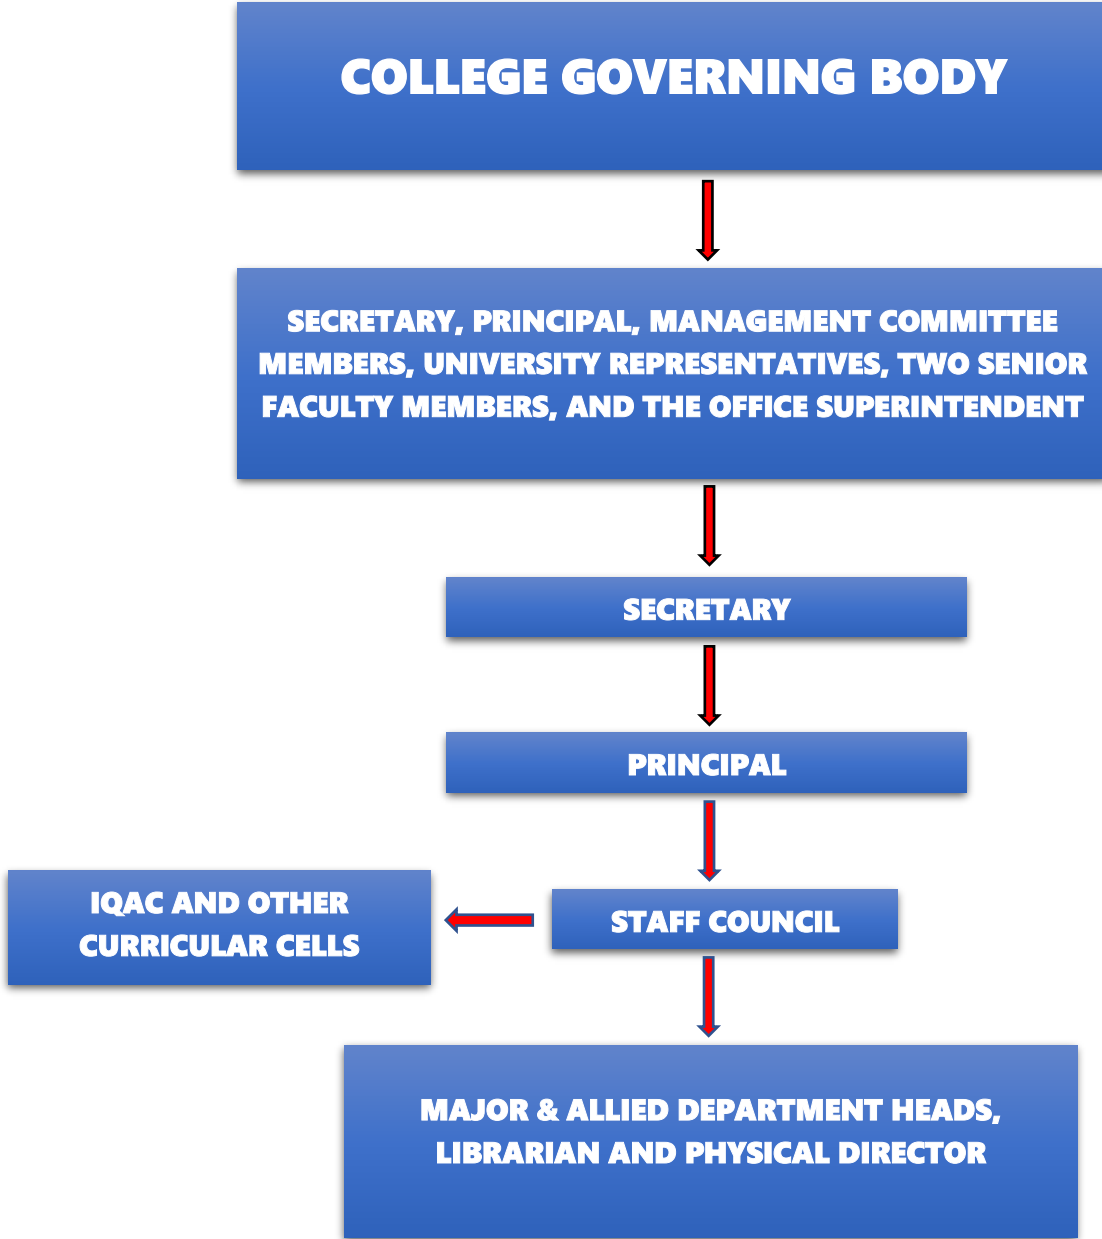 COLLEGE GOVERNING BODY
SECRETARY, PRINCIPAL, MANAGEMENT COMMITTEE
MEMBERS, UNIVERSITY REPRESENTATIVES, TWO SENIOR
FACULTY MEMBERS, AND THE OFFICE SUPERINTENDENT
SECRETARY
PRINCIPAL
IQAC AND OTHER
CURRICULAR CELLS
STAFF COUNCIL
MAJOR & ALLIED DEPARTMENT HEADS,
LIBRARIAN AND PHYSICAL DIRECTOR